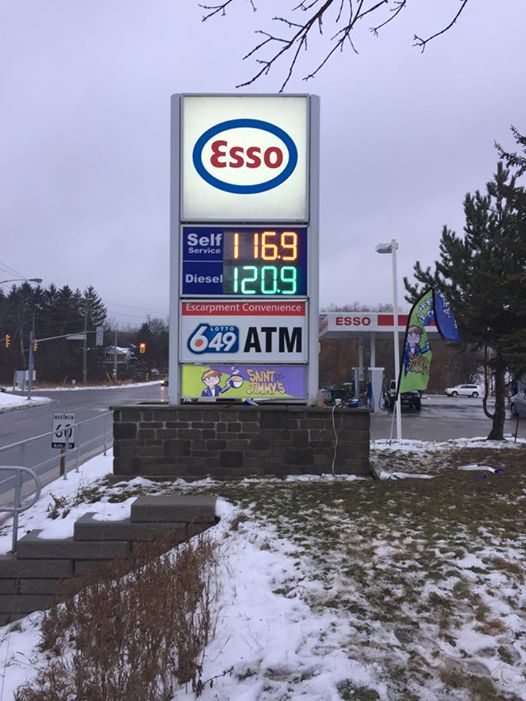 Esso
Self
Service
116.9
Diesel
120.9
Escarpment Convenience
LOTTO
649 ATM
SAINT
JIMMY'S
ESSO
60